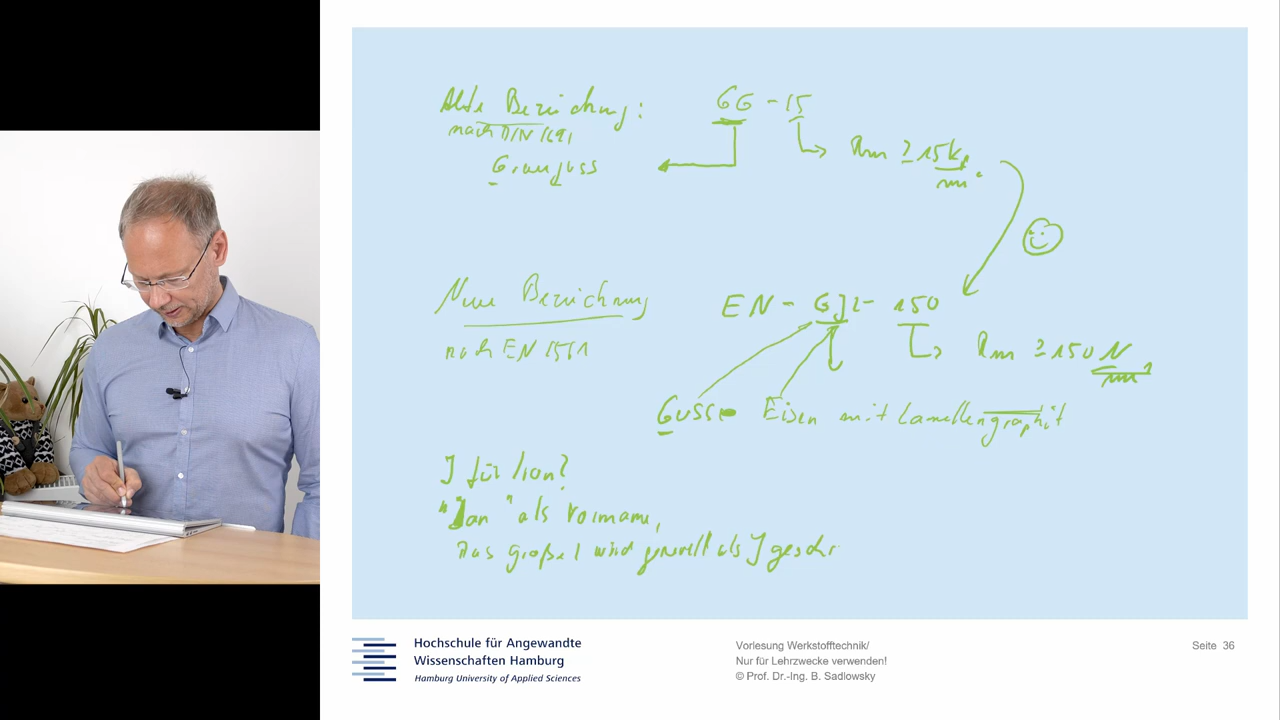 Alte Bezeichnung: GG - 15
nach DIN 1691
Rm ≥ 15 kp
mm²
Grauguss
Neue Bezeichnung EN - GJL - 150
nach EN 1561
Rm ≥ 150 N
mm²
Guss Eisen mit Lamellengraphit
J für Iron?
"Jan" als Vorname,
Das große I wird generell als J geschr
Hochschule für Angewandte
Wissenschaften Hamburg
Hamburg University of Applied Sciences
Vorlesung Werkstofftechnik/
Nur für Lehrzwecke verwenden!
© Prof. Dr.-Ing. B. Sadlowsky
Seite 36